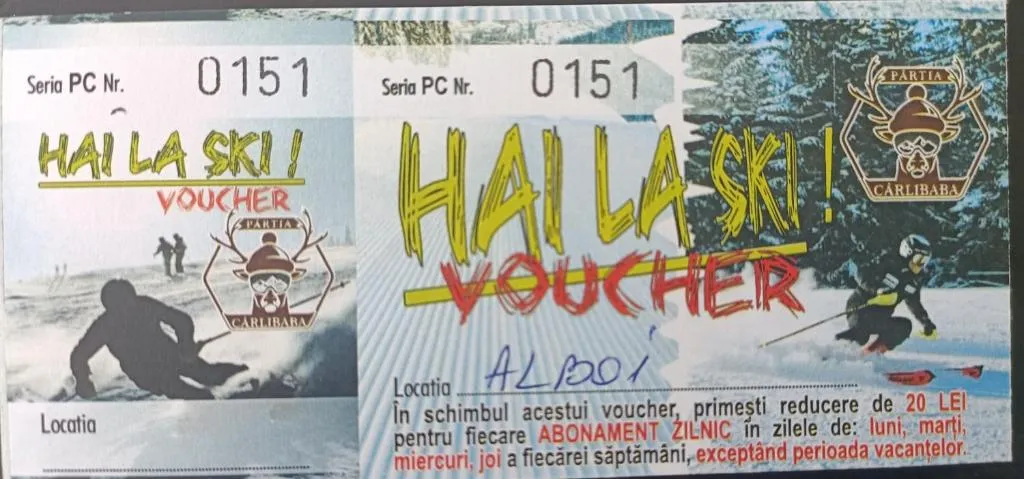 Seria PC Nr. 0151
HAI LA SKI!
VOUCHER
PÂRTIA
CÂRLIBABA
Locatia
Seria PC Nr. 0151
PÂRTIA
CÂRLIBABA
HAI LA SKI!
VOUCHER
Locatia ALBOI
În schimbul acestui voucher, primești reducere de 20 LEI
pentru fiecare ABONAMENT ZILNIC în zilele de: luni, marți,
miercuri, joi a fiecărei săptămâni, exceptând perioada vacanțelor.